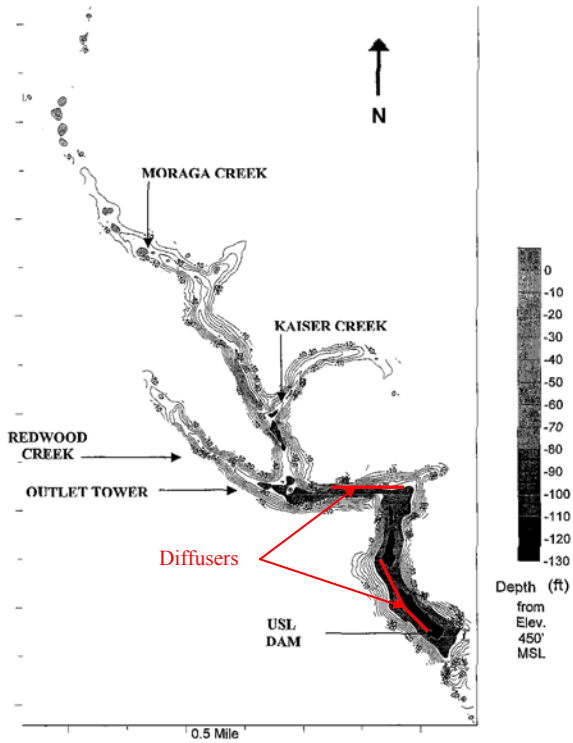 N
MORAGA CREEK
KAISER CREEK
REDWOOD
CREEK
OUTLET TOWER
Diffusers
USL
DAM
0.5 Mile
0
-10
-20
-30
-40
-50
-60
-70
-80
-90
-100
-110
-120
-130
Depth (ft)
from
Elev.
450'
MSL